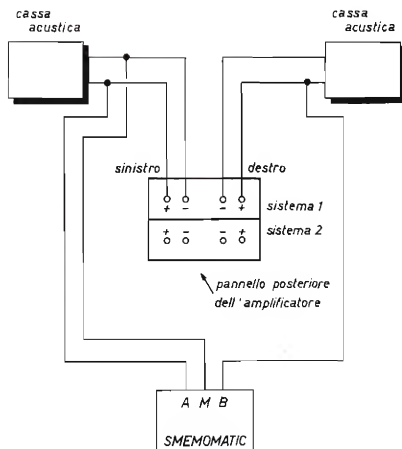 cassa
acustica
cassa
acustica
sinistro
destro
+ - - +
sistema 1
+ - - +
sistema 2
pannello posteriore
dell'amplificatore
A M B
SMEMOMATIC